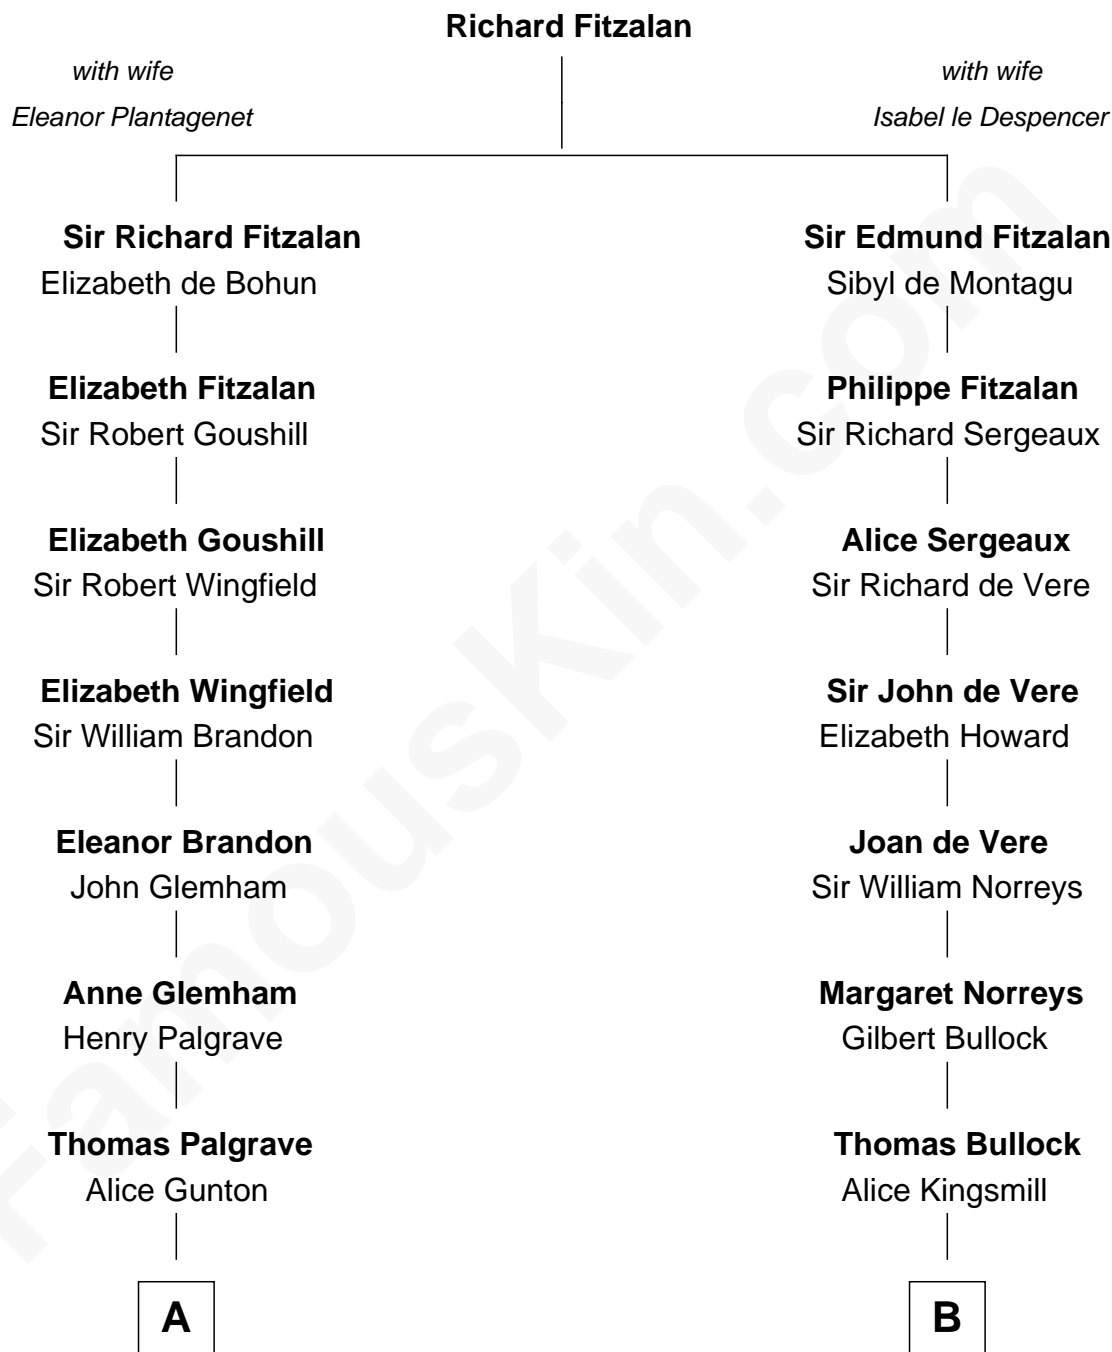 Richard Fitzalan
with wife
Eleanor Plantagenet
with wife
Isabel le Despencer
Sir Richard Fitzalan
Elizabeth de Bohun
Sir Edmund Fitzalan
Sibyl de Montagu
Elizabeth Fitzalan
Sir Robert Goushill
Philippe Fitzalan
Sir Richard Sergeaux
Elizabeth Goushill
Sir Robert Wingfield
Alice Sergeaux
Sir Richard de Vere
Elizabeth Wingfield
Sir William Brandon
Sir John de Vere
Elizabeth Howard
Eleanor Brandon
John Glemham
Joan de Vere
Sir William Norreys
Anne Glemham
Henry Palgrave
Margaret Norreys
Gilbert Bullock
Thomas Palgrave
Alice Gunton
Thomas Bullock
Alice Kingsmill
A
B
FamousKin.com